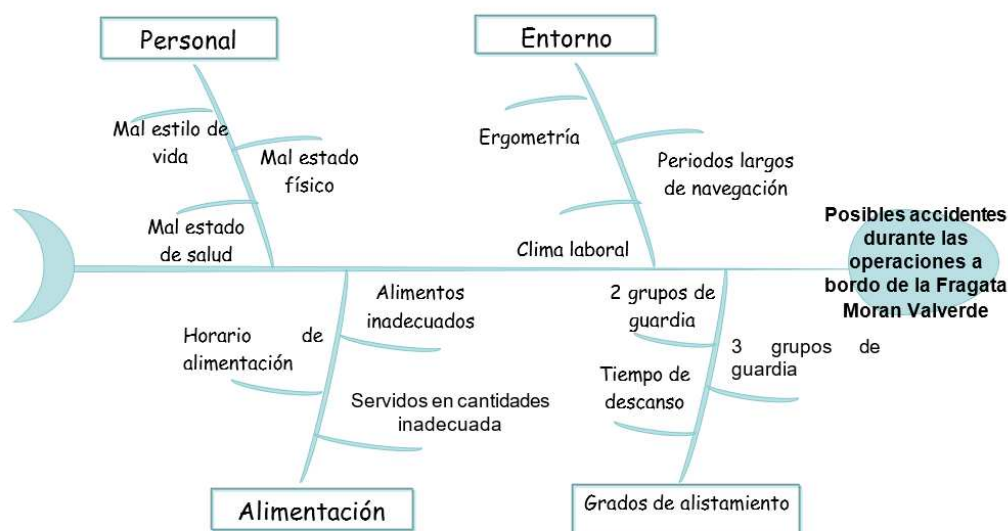 Personal
Entorno
Mal estilo de
vida
Mal estado
físico
Mal estado
de salud
Ergometría
Periodos largos
de navegación
Clima laboral
Posibles accidentes
durante las
operaciones a
bordo de la Fragata
Moran Valverde
Alimentos
inadecuados
Horario de
alimentación
Servidos en cantidades
inadecuada
2 grupos de
guardia
3 grupos de
guardia
Tiempo de
descanso
Alimentación
Grados de alistamiento